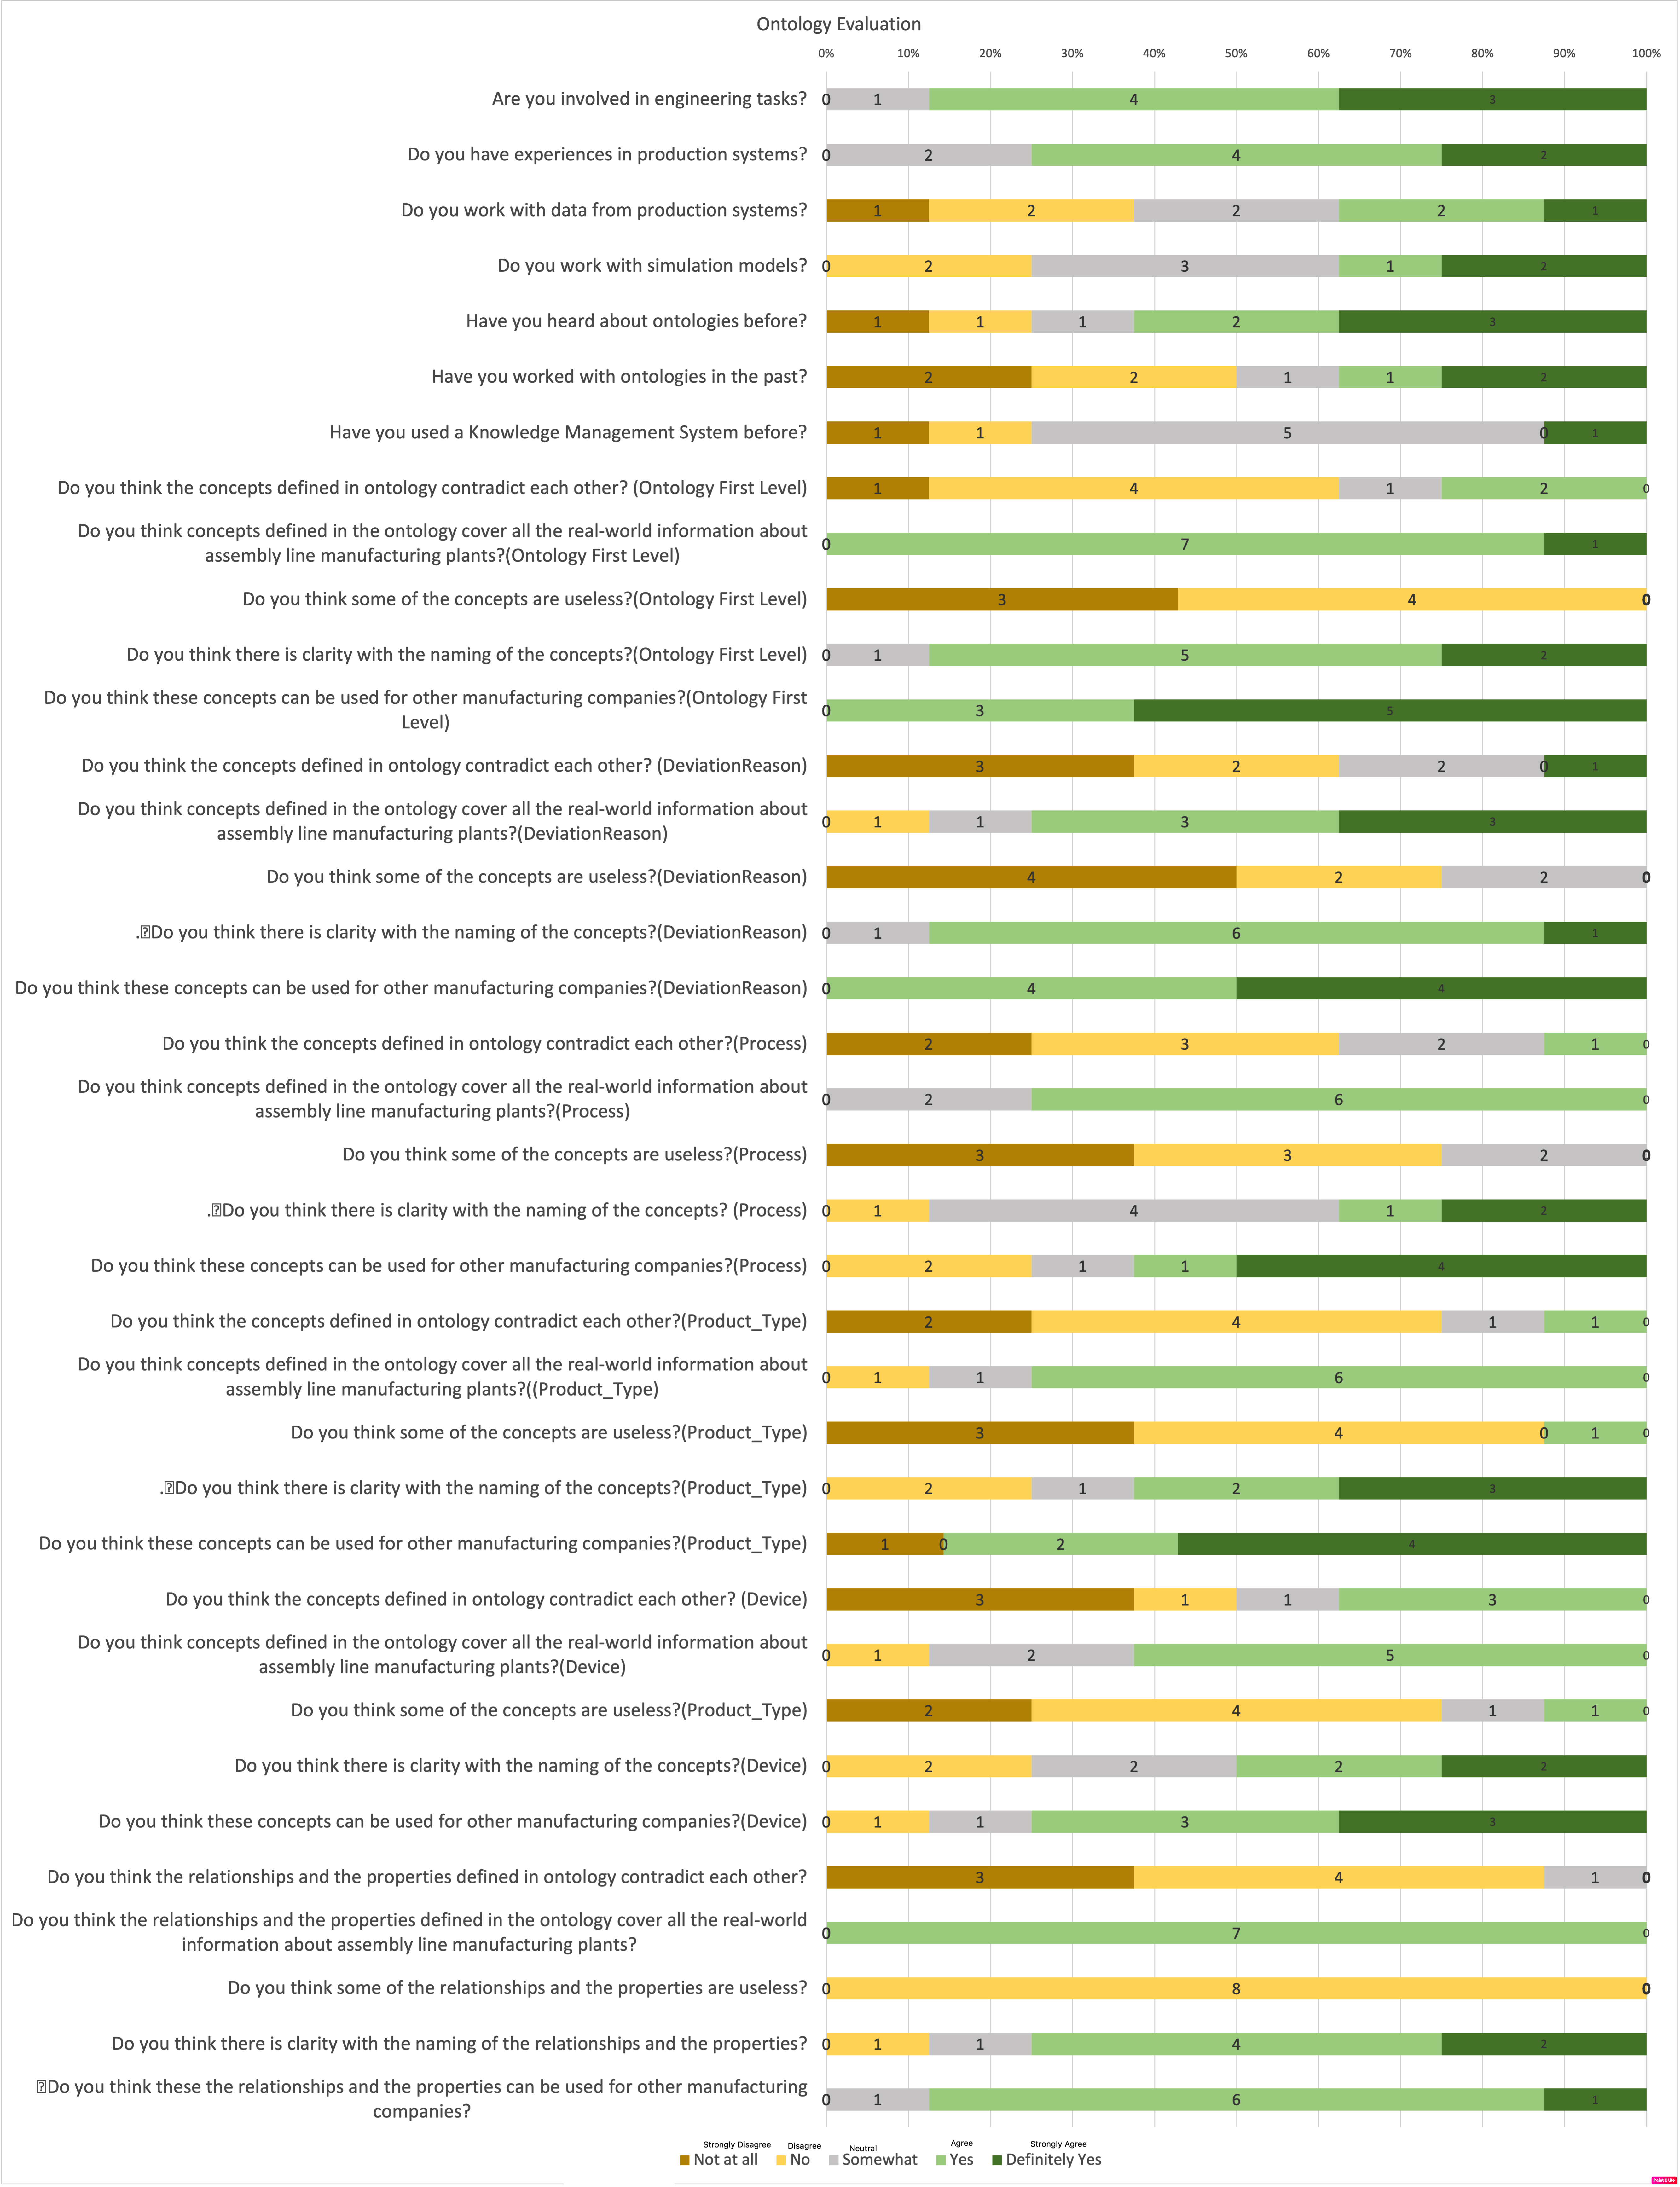 Ontology Evaluation
0% 10% 20% 30% 40% 50% 60% 70% 80% 90% 100%
Are you involved in engineering tasks? 0 1 4 3
Do you have experiences in production systems? 0 2 4 2
Do you work with data from production systems? 1 2 2 2 1
Do you work with simulation models? 0 2 3 1 2
Have you heard about ontologies before? 1 1 1 2 3
Have you worked with ontologies in the past? 2 2 1 1 2
Have you used a Knowledge Management System before? 1 1 5 0 1
Do you think the concepts defined in ontology contradict each other? (Ontology First Level) 1 4 1 2 0
Do you think concepts defined in the ontology cover all the real-world information about
assembly line manufacturing plants?(Ontology First Level) 0 7 1
Do you think some of the concepts are useless?(Ontology First Level) 3 4 0
Do you think there is clarity with the naming of the concepts?(Ontology First Level) 0 1 5 2
Do you think these concepts can be used for other manufacturing companies?(Ontology First
Level) 0 3 5
Do you think the concepts defined in ontology contradict each other? (DeviationReason) 3 2 2 0 1
Do you think concepts defined in the ontology cover all the real-world information about
assembly line manufacturing plants?(DeviationReason) 0 1 1 3 3
Do you think some of the concepts are useless?(DeviationReason) 4 2 2 0
.⍰Do you think there is clarity with the naming of the concepts?(DeviationReason) 0 1 6 1
Do you think these concepts can be used for other manufacturing companies?(DeviationReason) 0 4 4
Do you think the concepts defined in ontology contradict each other?(Process) 2 3 2 1 0
Do you think concepts defined in the ontology cover all the real-world information about
assembly line manufacturing plants?(Process) 0 2 6 0
Do you think some of the concepts are useless?(Process) 3 3 2 0
.⍰Do you think there is clarity with the naming of the concepts? (Process) 0 1 4 1 2
Do you think these concepts can be used for other manufacturing companies?(Process) 0 2 1 1 4
Do you think the concepts defined in ontology contradict each other?(Product_Type) 2 4 1 1 0
Do you think concepts defined in the ontology cover all the real-world information about
assembly line manufacturing plants?((Product_Type) 0 1 1 6 0
Do you think some of the concepts are useless?(Product_Type) 3 4 0 1 0
.⍰Do you think there is clarity with the naming of the concepts?(Product_Type) 0 2 1 2 3
Do you think these concepts can be used for other manufacturing companies?(Product_Type) 1 0 2 4
Do you think the concepts defined in ontology contradict each other? (Device) 3 1 1 3 0
Do you think concepts defined in the ontology cover all the real-world information about
assembly line manufacturing plants?(Device) 0 1 2 5 0
Do you think some of the concepts are useless?(Product_Type) 2 4 1 1 0
Do you think there is clarity with the naming of the concepts?(Device) 0 2 2 2 2
Do you think these concepts can be used for other manufacturing companies?(Device) 0 1 1 3 3
Do you think the relationships and the properties defined in ontology contradict each other? 3 4 1 0
Do you think the relationships and the properties defined in the ontology cover all the real-world
information about assembly line manufacturing plants? 0 7 0
Do you think some of the relationships and the properties are useless? 0 8 0
Do you think there is clarity with the naming of the relationships and the properties? 0 1 1 4 2
⍰Do you think these the relationships and the properties can be used for other manufacturing
companies? 0 1 6 1
Strongly Disagree Disagree Neutral Agree Strongly Agree
Not at all No Somewhat Yes Definitely Yes
Paint X lite